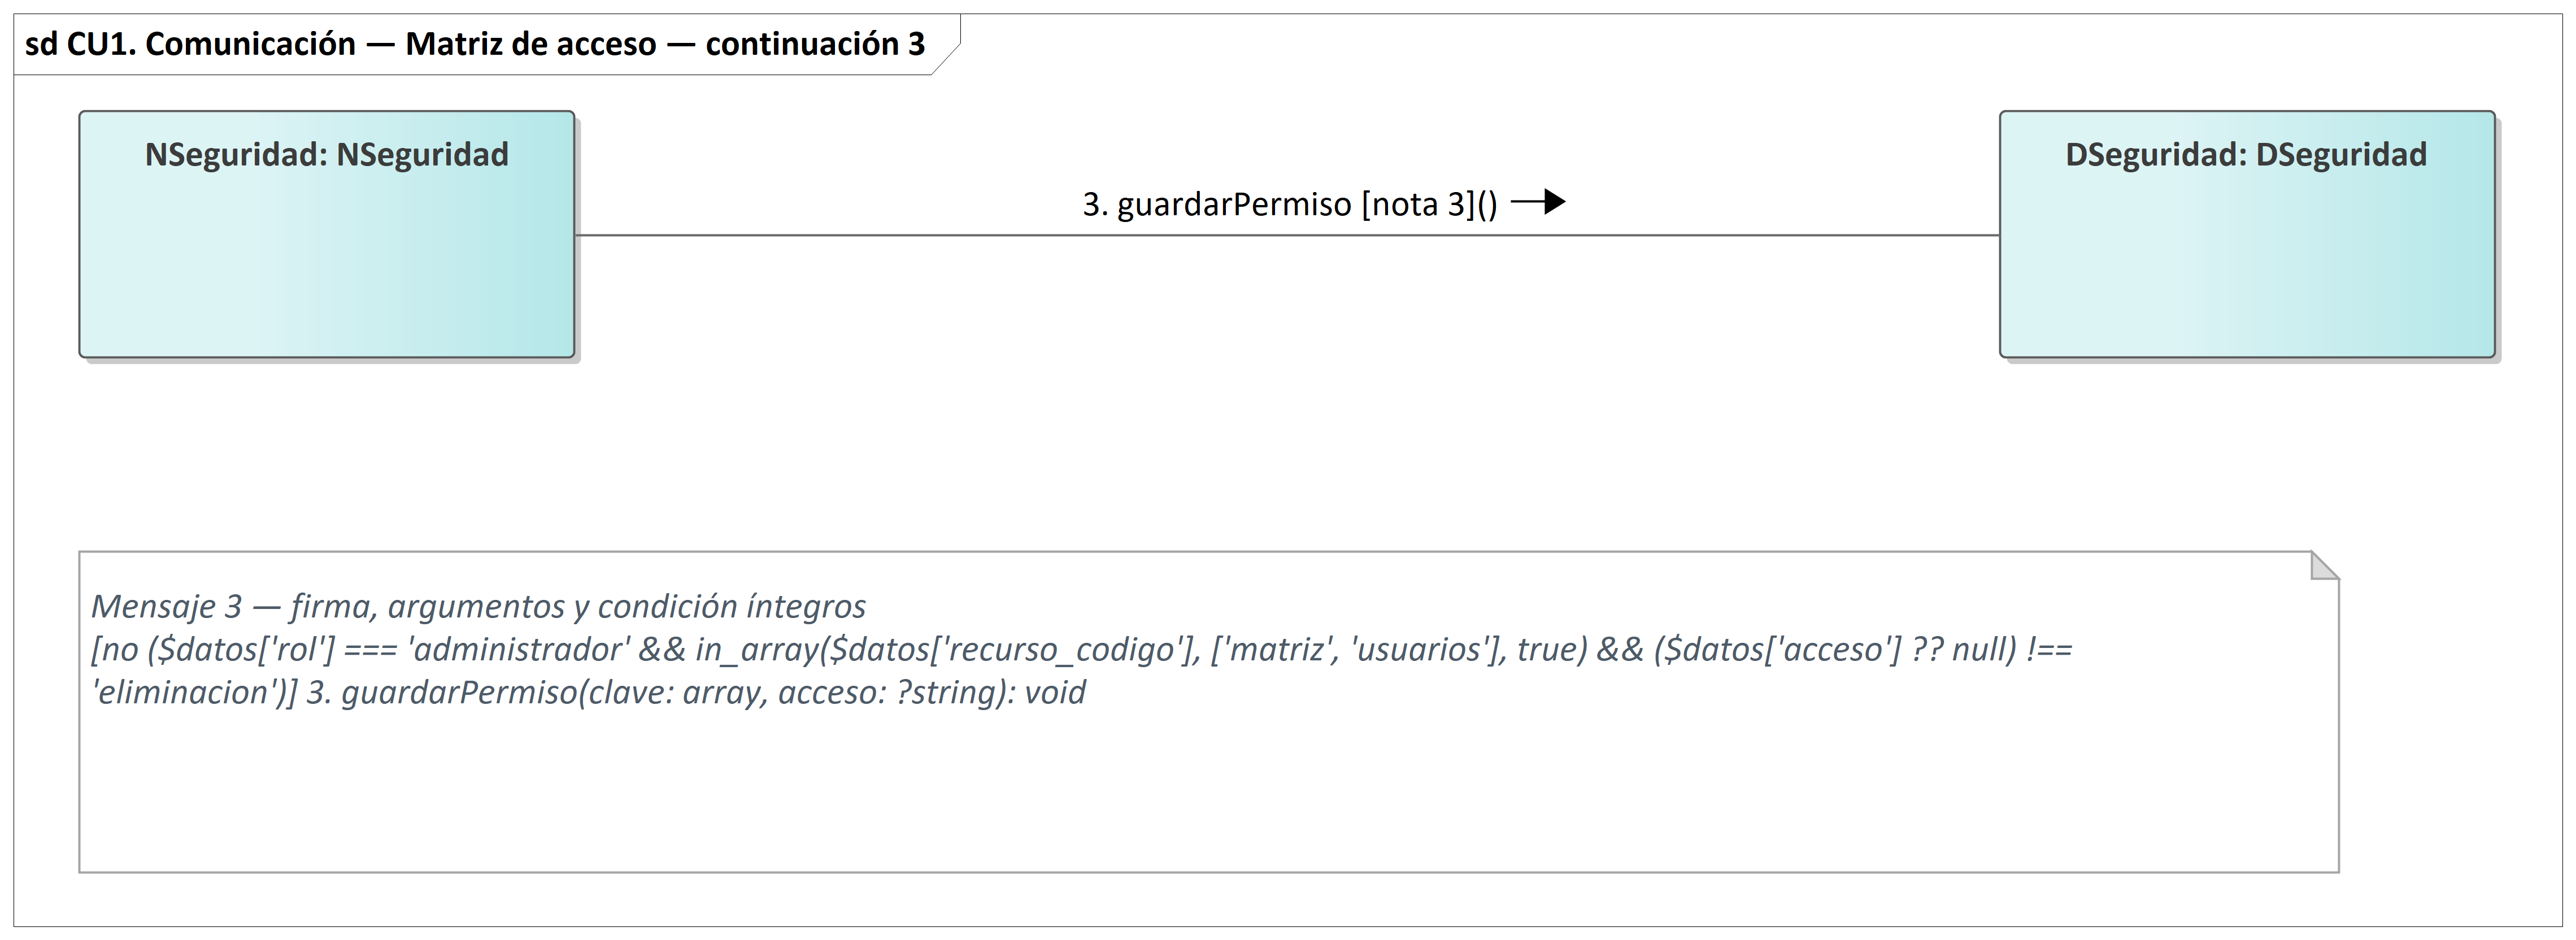 sd CU1. Comunicación — Matriz de acceso — continuación 3
NSeguridad: NSeguridad
DSeguridad: DSeguridad
3. guardarPermiso [nota 3]()
Mensaje 3 — firma, argumentos y condición íntegros
[no ($datos['rol'] === 'administrador' && in_array($datos['recurso_codigo'], ['matriz', 'usuarios'], true) && ($datos['acceso'] ?? null) !==
'eliminacion')] 3. guardarPermiso(clave: array, acceso: ?string): void